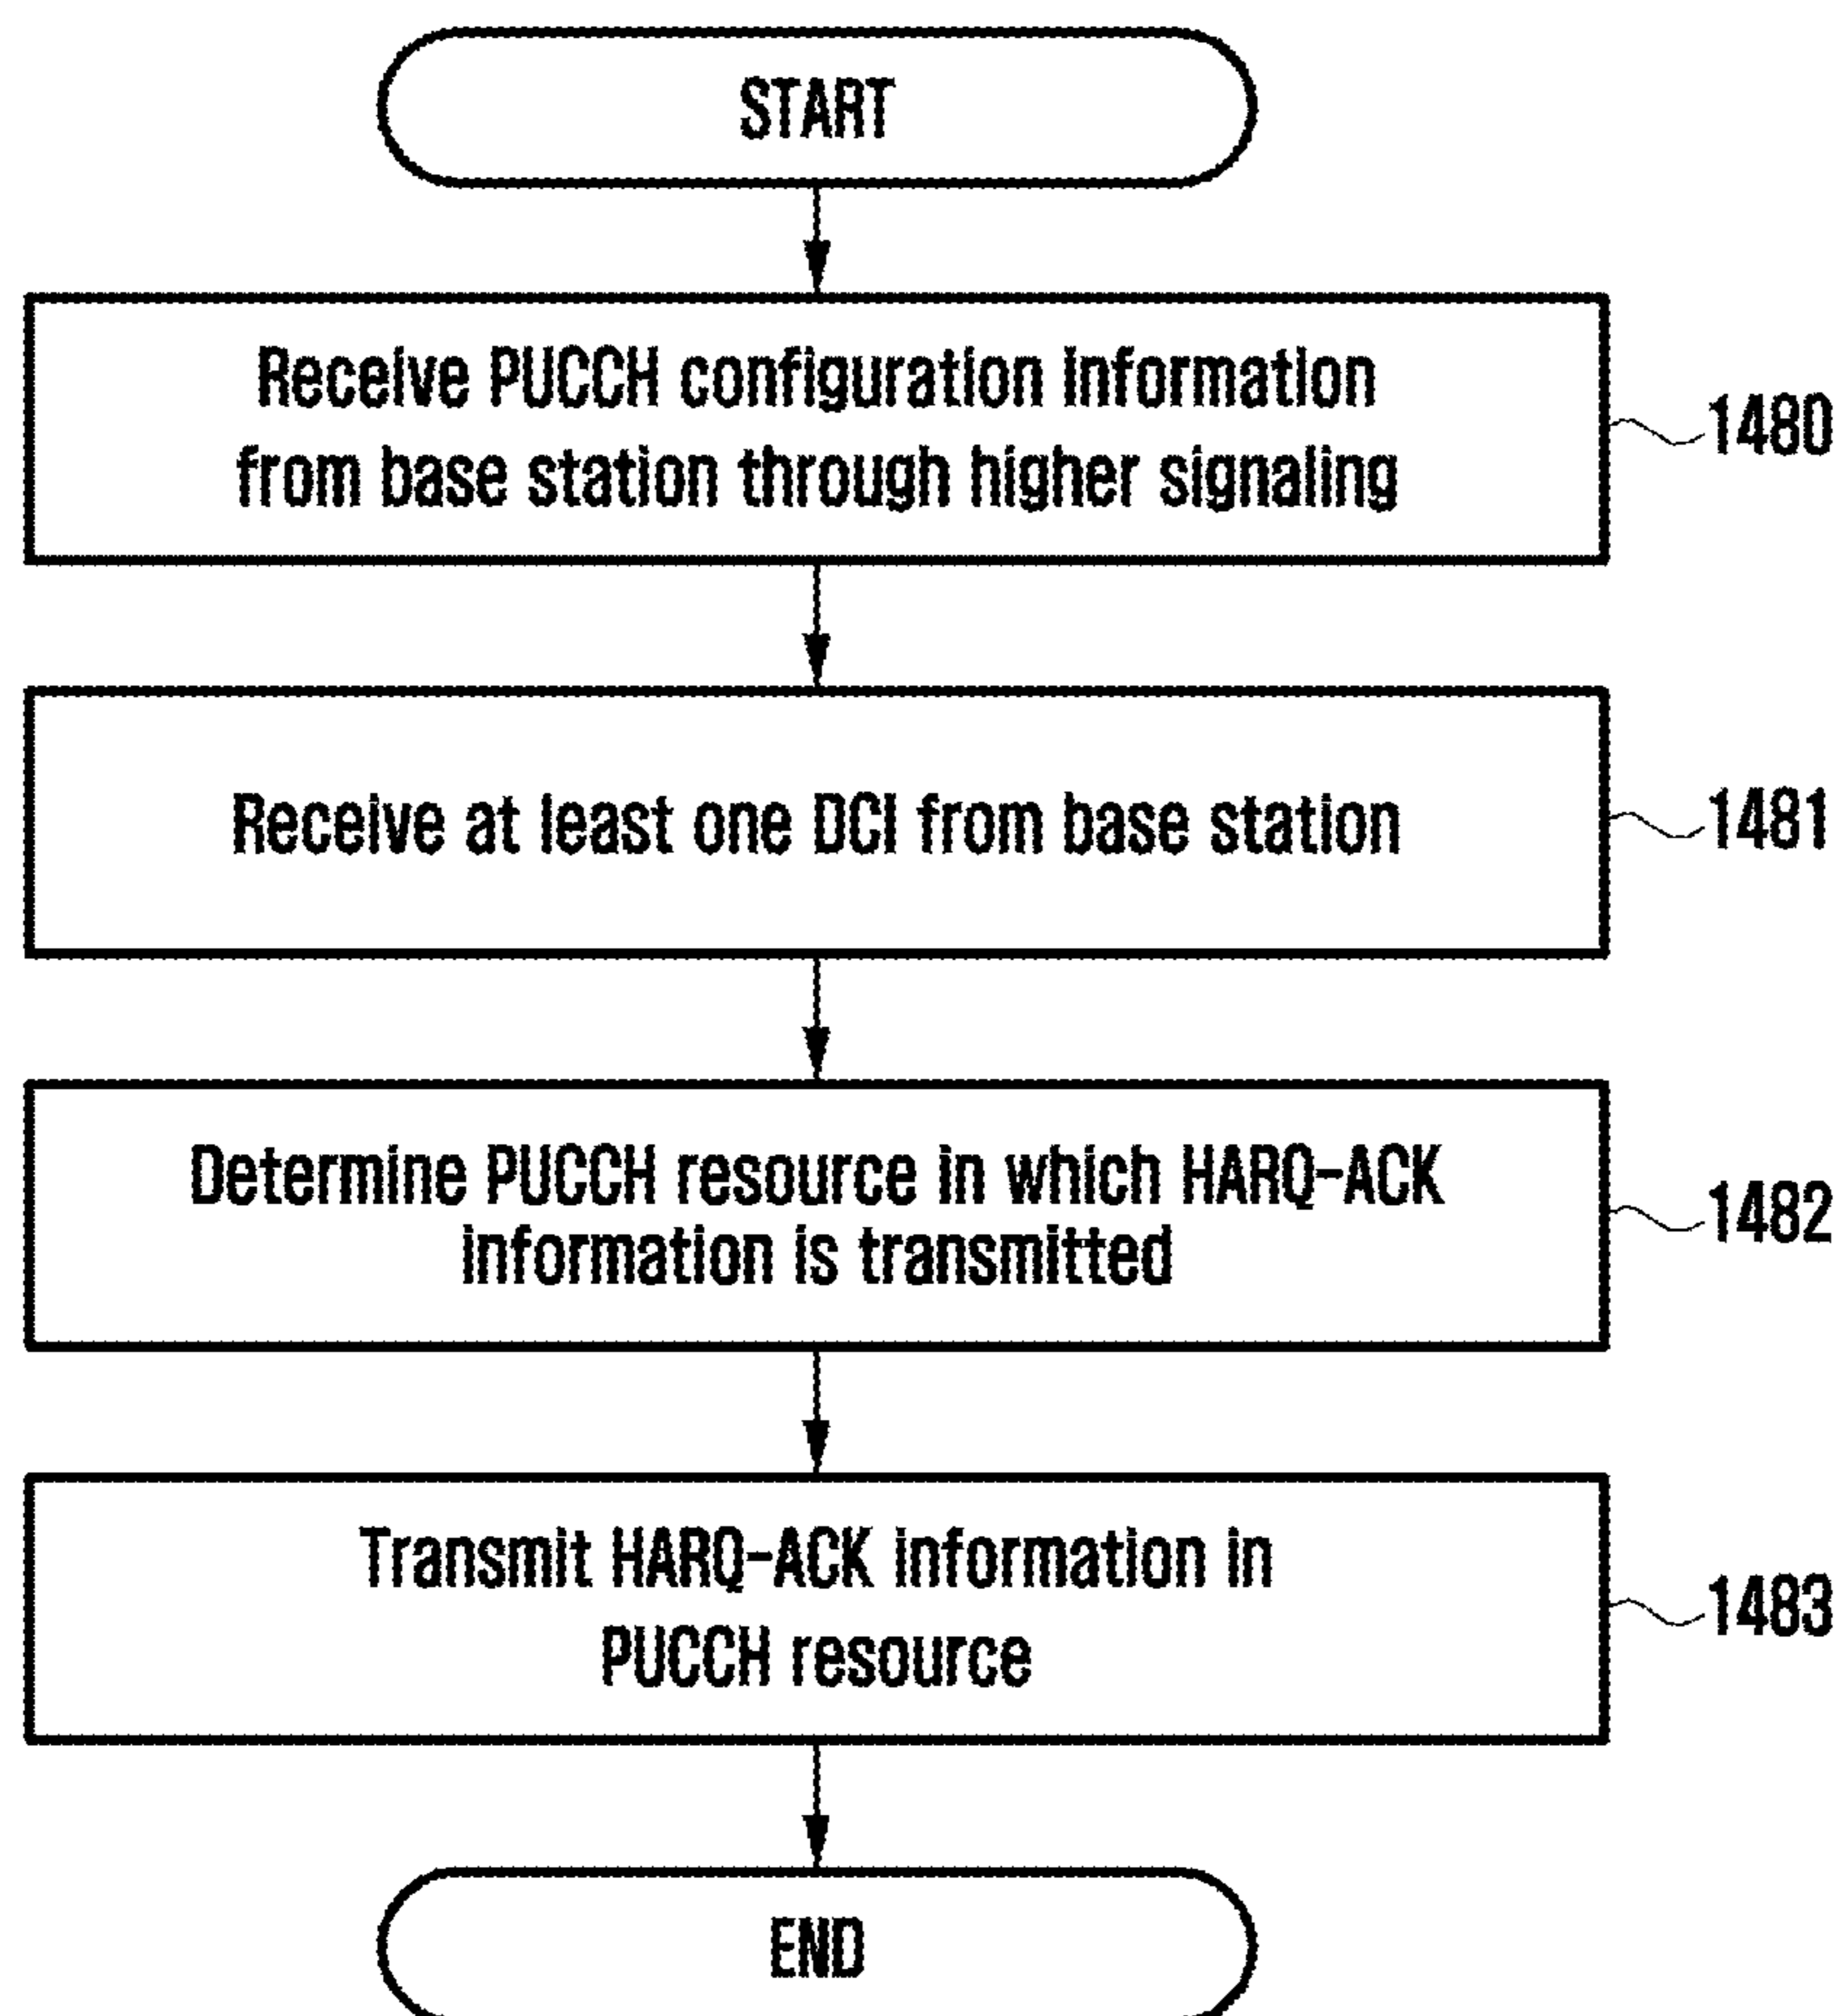 START
Receive PUCCH configuration information
from base station through higher signaling
1480
Receive at least one DCI from base station
1481
Determine PUCCH resource in which HARQ-ACK
information is transmitted
1482
Transmit HARQ-ACK information in
PUCCH resource
1483
END